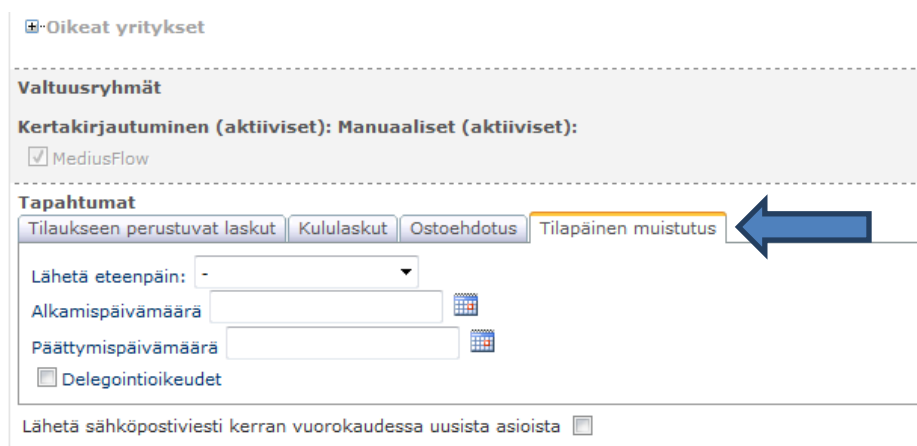 Oikeat yritykset
Valtuusryhmät
Kertakirjautuminen (aktiiviset): Manuaaliset (aktiiviset):
MediusFlow
Tapahtumat
Tilaukseen perustuvat laskut Kululaskut Ostoehdotus Tilapäinen muistutus
Lähetä eteenpäin: -
Alkamispäivämäärä
Päättymispäivämäärä
Delegointioikeudet
Lähetä sähköpostiviesti kerran vuorokaudessa uusista asioista